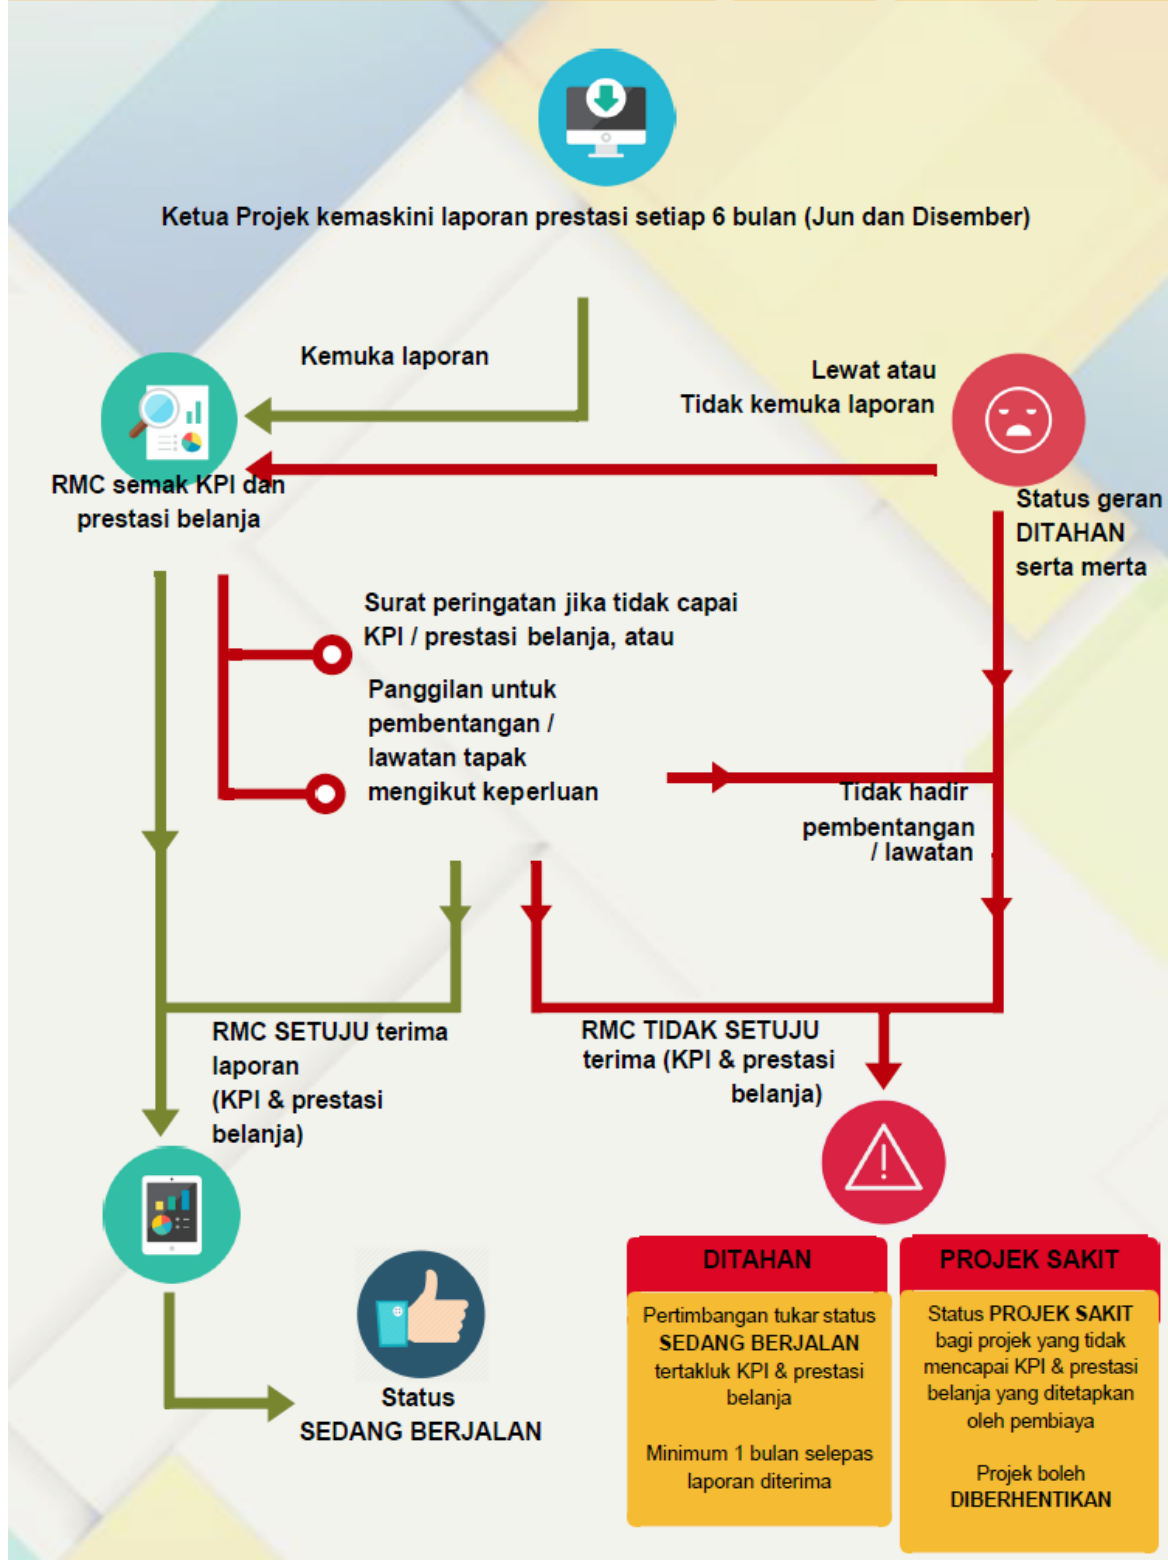 Ketua Projek kemaskini laporan prestasi setiap 6 bulan (Jun dan Disember)
Kemuka laporan
Lewat atau
Tidak kemuka laporan
RMC semak KPI dan
prestasi belanja
Status geran
DITAHAN
serta merta
Surat peringatan jika tidak capai
KPI / prestasi belanja, atau
Panggilan untuk
pembentangan /
lawatan tapak
mengikut keperluan
Tidak hadir
pembentangan
/ lawatan
RMC SETUJU terima
laporan
(KPI & prestasi
belanja)
RMC TIDAK SETUJU
terima (KPI & prestasi
belanja)
Status
SEDANG BERJALAN
DITAHAN
Pertimbangan tukar status
SEDANG BERJALAN
tertakluk KPI & prestasi
belanja
Minimum 1 bulan selepas
laporan diterima
PROJEK SAKIT
Status PROJEK SAKIT
bagi projek yang tidak
mencapai KPI & prestasi
belanja yang ditetapkan
oleh pembiaya
Projek boleh
DIBERHENTIKAN